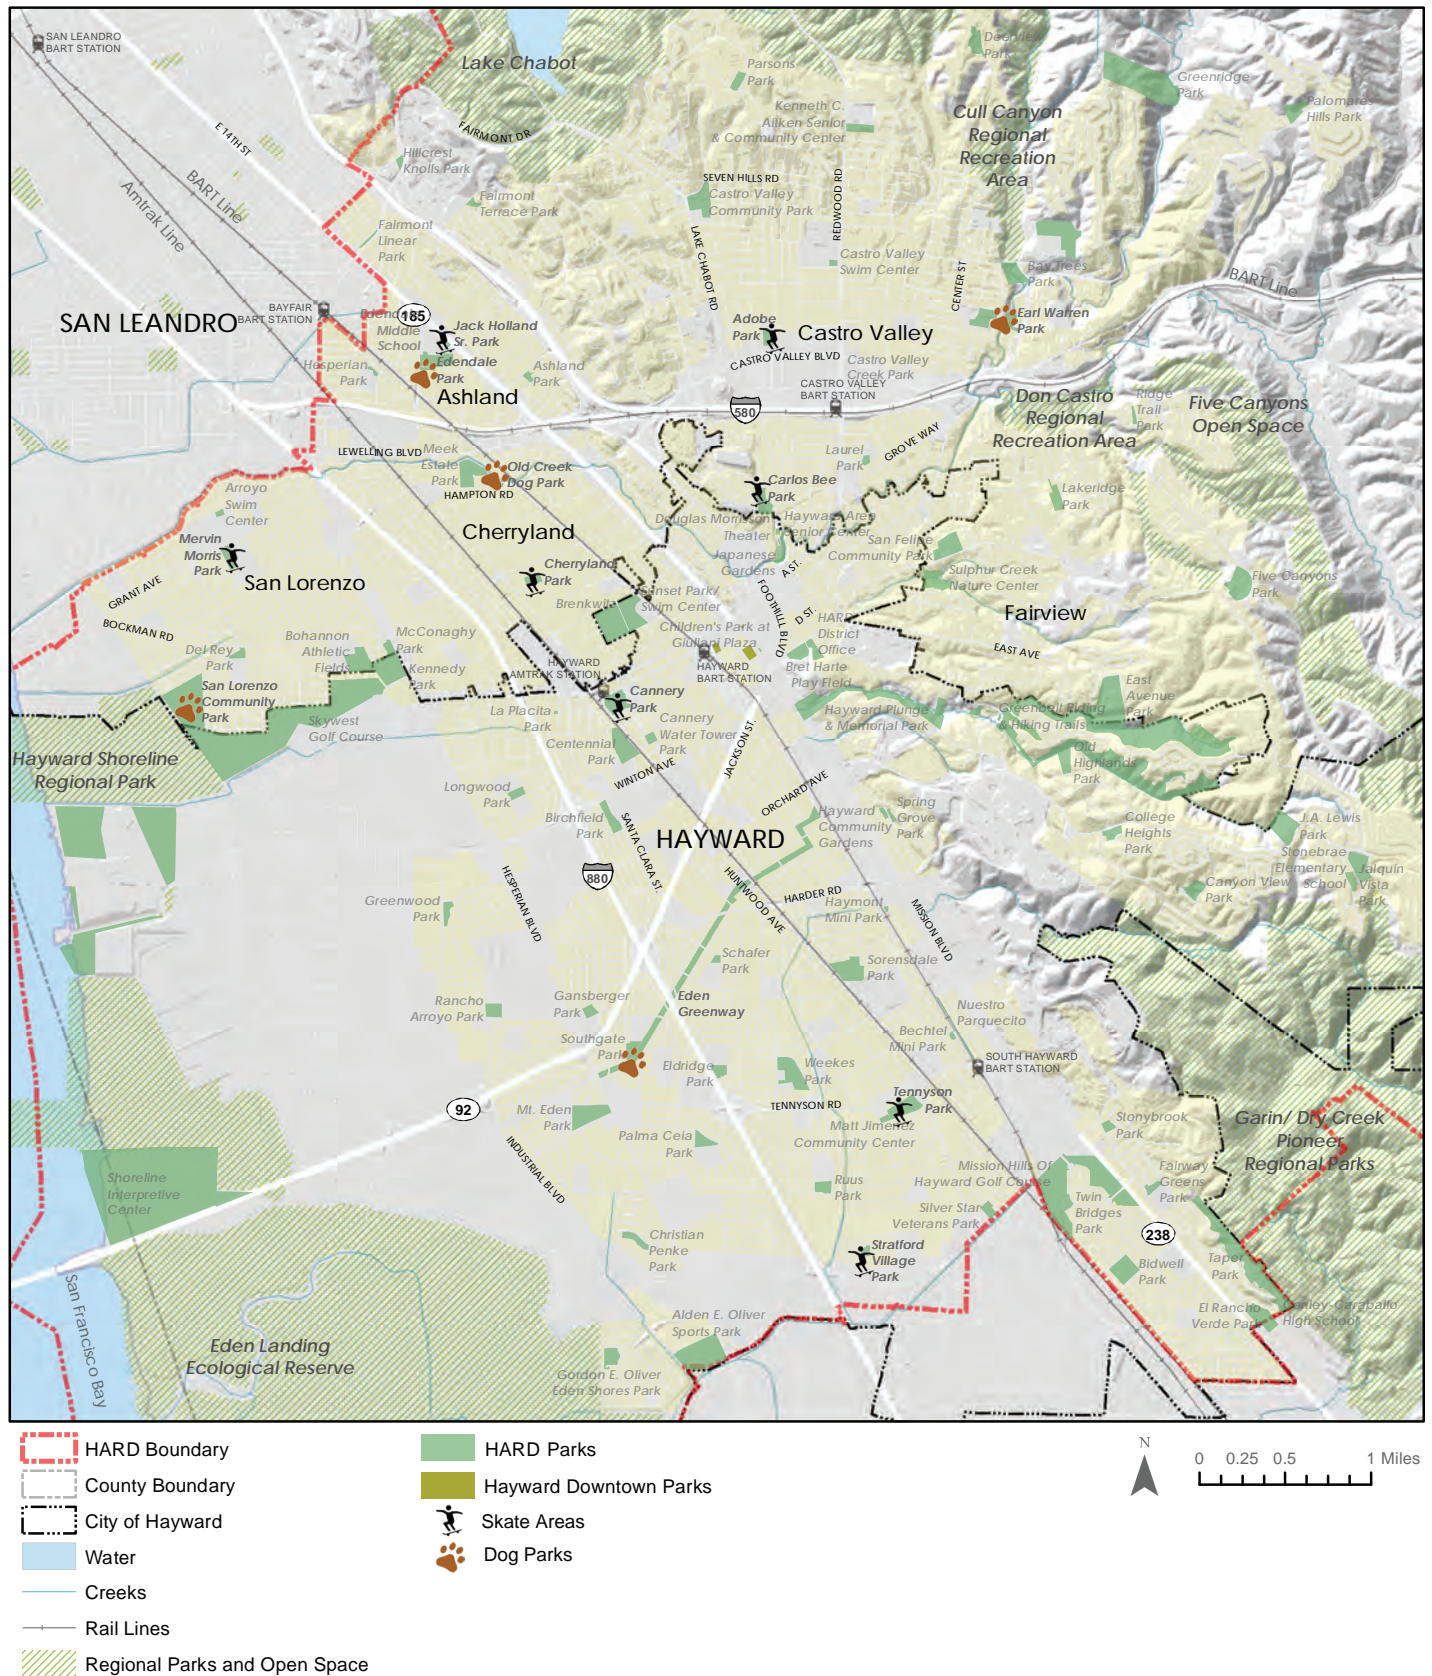 SAN LEANDRO
BART STATION
Lake Chabot
Deerview
Park
Parsons
Park
Greenridge
Park
Palomares
Hills Park
Kenneth C.
Aitken Senior
& Community Center
Cull Canyon
Regional
Recreation
Area
E 14TH ST
FAIRMONT DR
Hillcrest
Knolls Park
BART Line
Amtrak Line
Fairmont
Terrace Park
SEVEN HILLS RD
Castro Valley
Community Park
REDWOOD RD
Fairmont
Linear
Park
LAKE CHABOT RD
Castro Valley
Swim Center
CENTER ST
Bay Trees
Park
BART Line
BAYFAIR
BART STATION
SAN LEANDRO
Edendale
Middle
School
185
Jack Holland
Sr. Park
Adobe
Park
Castro Valley
Earl Warren
Park
Hesperian
Park
Edendale
Park
Ashland
Park
Ashland
CASTRO VALLEY BLVD
Castro Valley
Creek Park
CASTRO VALLEY
BART STATION
580
Don Castro
Regional
Recreation Area
Ridge
Trail
Park
Five Canyons
Open Space
LEWELLING BLVD
Meek
Estate
Park
Old Creek
Dog Park
HAMPTON RD
Laurel
Park
GROVE WAY
Carlos Bee
Park
Lakeridge
Park
Arroyo
Swim
Center
Cherryland
Douglas Morrisson
Theater
Hayward Area
Senior Center
San Felipe
Community Park
Mervin
Morris
Park
Japanese
Gardens
A ST.
San Lorenzo
Cherryland
Park
Sulphur Creek
Nature Center
Five Canyons
Park
GRANT AVE
Brenkwitz
Sunset Park/
Swim Center
FOOTHILL BLVD
D ST.
Fairview
BOCKMAN RD
Bohannon
Athletic
Fields
McConaghy
Park
Children's Park at
Giuliani Plaza
HARD
District
Office
EAST AVE
Del Rey
Park
Kennedy
Park
HAYWARD
AMTRAK STATION
HAYWARD
BART STATION
Bret Harte
Play Field
San Lorenzo
Community
Park
Cannery
Park
East
Avenue
Park
Skywest
Golf Course
La Placita
Park
Cannery
Water Tower
Park
Hayward Plunge
& Memorial Park
Greenbelt Riding
& Hiking Trails
Centennial
Park
JACKSON ST.
Hayward Shoreline
Regional Park
WINTON AVE
Old
Highlands
Park
Longwood
Park
ORCHARD AVE
Birchfield
Park
SANTA CLARA ST.
Hayward
Community
Gardens
Spring
Grove
Park
College
Heights
Park
J.A. Lewis
Park
HAYWARD
Stonebrae
Elementary
School
Jalquin
Vista
Park
880
HESPERIAN BLVD
HUNTWOOD AVE
HARDER RD
Canyon View
Park
Greenwood
Park
Haymont
Mini Park
MISSION BLVD
Schafer
Park
Sorensdale
Park
Rancho
Arroyo Park
Gansberger
Park
Eden
Greenway
Nuestro
Parquecito
Southgate
Park
Bechtel
Mini Park
SOUTH HAYWARD
BART STATION
Eldridge
Park
Weekes
Park
Tennyson
Park
92
Mt. Eden
Park
TENNYSON RD
Matt Jimenez
Community Center
Stonybrook
Park
Garin/ Dry Creek
Pioneer
Regional Parks
Palma Ceia
Park
INDUSTRIAL BLVD
Mission Hills Of
Hayward Golf Course
Fairway
Greens
Park
Shoreline
Interpretive
Center
Ruus
Park
Twin
Bridges
Park
Silver Star
Veterans Park
238
Christian
Penke
Park
Stratford
Village
Park
Bidwell
Park
Taper
Park
San Francisco Bay
El Rancho
Verde Park
Conley-Caraballo
High School
Alden E. Oliver
Sports Park
Eden Landing
Ecological Reserve
Gordon E. Oliver
Eden Shores Park
HARD Boundary
County Boundary
City of Hayward
Water
Creeks
Rail Lines
Regional Parks and Open Space
HARD Parks
Hayward Downtown Parks
Skate Areas
Dog Parks
N
0 0.25 0.5 1 Miles